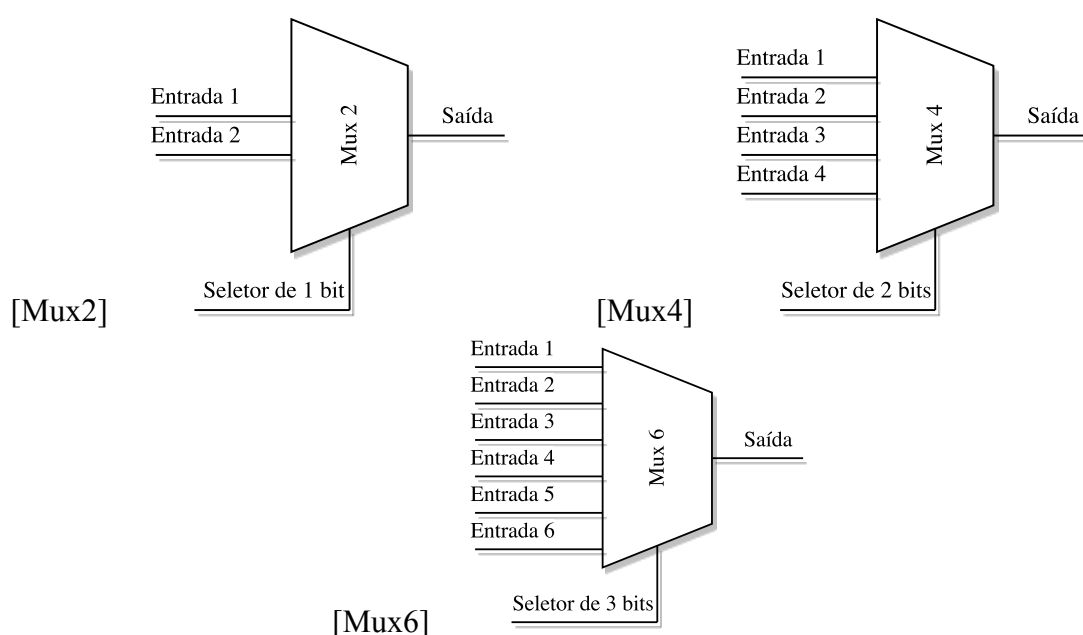 Entrada 1
Entrada 2
Mux 2
Saída
Seletor de 1 bit
[Mux2]
Entrada 1
Entrada 2
Entrada 3
Entrada 4
Mux 4
Saída
Seletor de 2 bits
[Mux4]
Entrada 1
Entrada 2
Entrada 3
Entrada 4
Entrada 5
Entrada 6
Mux 6
Saída
Seletor de 3 bits
[Mux6]